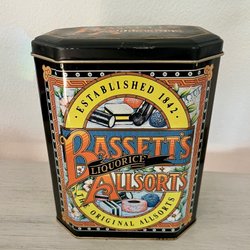 ESTABLISHED 1842
BASSETT'S
LIQUORICE
ALLSORTS
THE ORIGINAL ALLSORTS